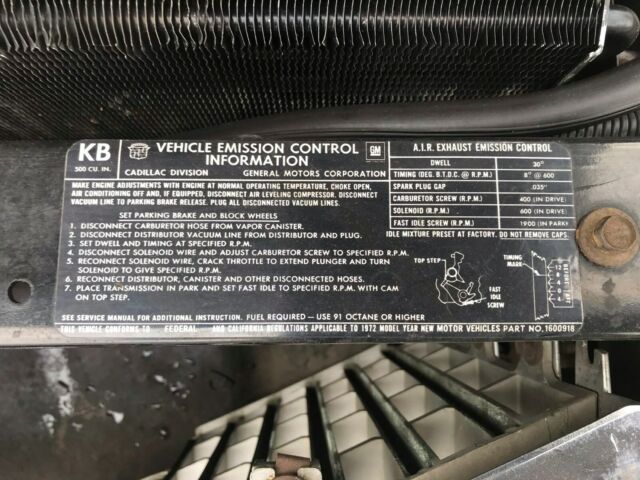 KB
500 CU. IN.
VEHICLE EMISSION CONTROL
INFORMATION
CADILLAC DIVISION GENERAL MOTORS CORPORATION
GM
MAKE ENGINE ADJUSTMENTS WITH ENGINE AT NORMAL OPERATING TEMPERATURE, CHOKE OPEN,
AIR CONDITIONING OFF AND, IF EQUIPPED, DISCONNECT AIR LEVELING COMPRESSOR. DISCONNECT
VACUUM LINE TO PARKING BRAKE RELEASE. PLUG ALL DISCONNECTED VACUUM LINES.
SET PARKING BRAKE AND BLOCK WHEELS
1. DISCONNECT CARBURETOR HOSE FROM VAPOR CANISTER.
2. DISCONNECT DISTRIBUTOR VACUUM LINE FROM DISTRIBUTOR AND PLUG.
3. SET DWELL AND TIMING AT SPECIFIED R.P.M.
4. DISCONNECT SOLENOID WIRE AND ADJUST CARBURETOR SCREW TO SPECIFIED R.P.M.
5. RECONNECT SOLENOID WIRE, CRACK THROTTLE TO EXTEND PLUNGER AND TURN
SOLENOID TO GIVE SPECIFIED R.P.M.
6. RECONNECT DISTRIBUTOR, CANISTER AND OTHER DISCONNECTED HOSES.
7. PLACE TRANSMISSION IN PARK AND SET FAST IDLE TO SPECIFIED R.P.M. WITH CAM
ON TOP STEP.
SEE SERVICE MANUAL FOR ADDITIONAL INSTRUCTION. FUEL REQUIRED — USE 91 OCTANE OR HIGHER
THIS VEHICLE CONFORMS TO FEDERAL AND CALIFORNIA REGULATIONS APPLICABLE TO 1972 MODEL YEAR NEW MOTOR VEHICLES PART NO. 1600918
A.I.R. EXHAUST EMISSION CONTROL
DWELL 30°
TIMING (DEG. B.T.D.C. @ R.P.M.) 8° @ 600
SPARK PLUG GAP .035"
CARBURETOR SCREW (R.P.M.) 400 (IN DRIVE)
SOLENOID (R.P.M.) 600 (IN DRIVE)
FAST IDLE SCREW (R.P.M.) 1900 (IN PARK)
IDLE MIXTURE PRESET AT FACTORY. DO NOT REMOVE CAPS
TOP STEP
FAST
IDLE
SCREW
TIMING
MARK
12
8
4
0